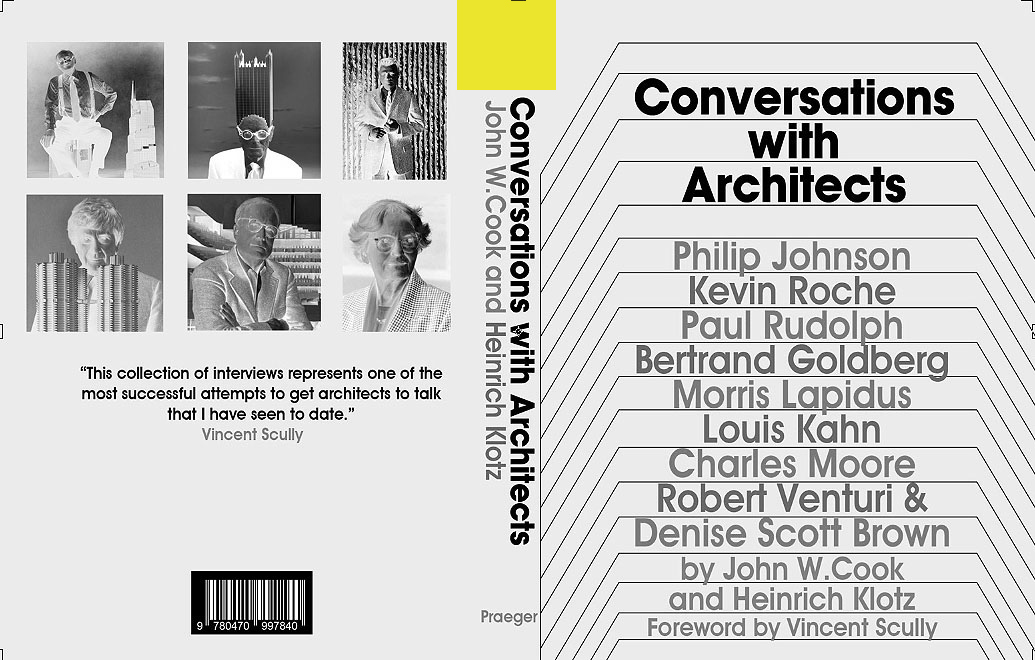 “This collection of interviews represents one of the
most successful attempts to get architects to talk
that I have seen to date.”
Vincent Scully
9 780470 997840
Conversations with Architects
John W.Cook and Heinrich Klotz
Praeger
Conversations
with
Architects
Philip Johnson
Kevin Roche
Paul Rudolph
Bertrand Goldberg
Morris Lapidus
Louis Kahn
Charles Moore
Robert Venturi &
Denise Scott Brown
by John W.Cook
and Heinrich Klotz
Foreword by Vincent Scully